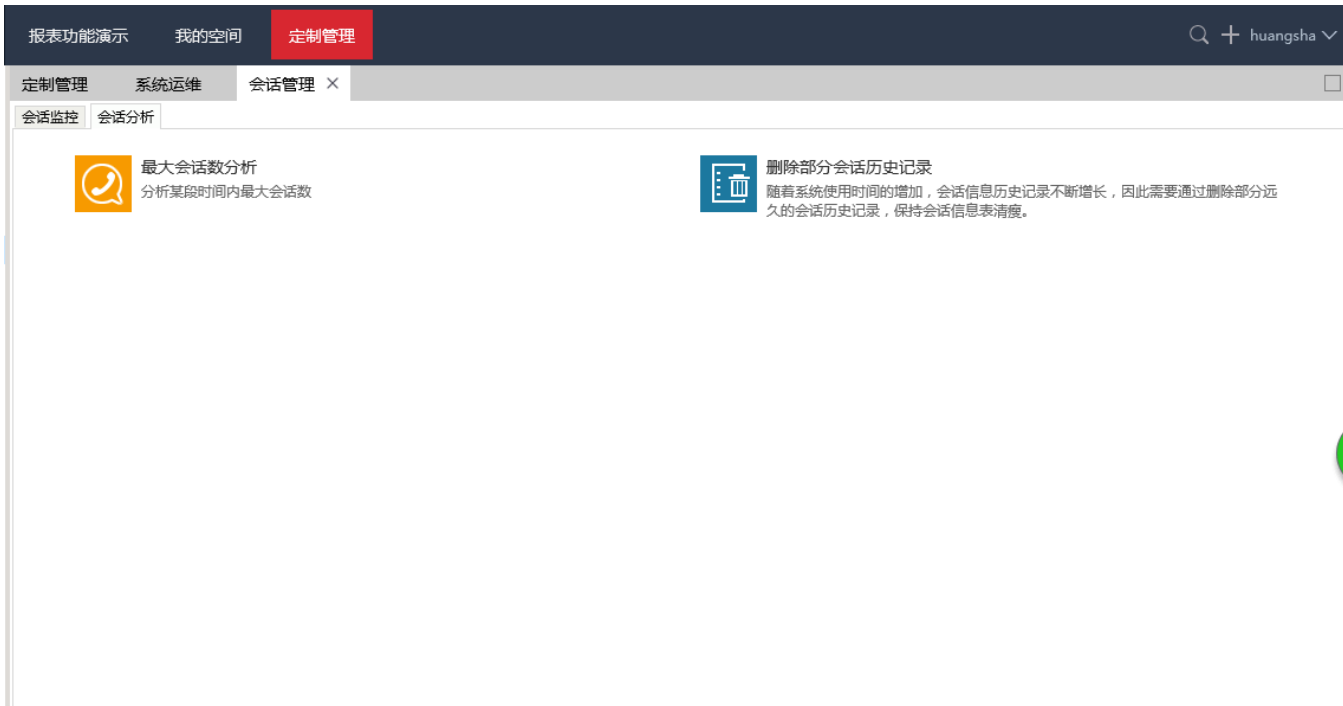 报表功能演示 我的空间 定制管理 huangsha
定制管理 系统运维 会话管理
会话监控 会话分析
最大会话数分析
分析某段时间内最大会话数
删除部分会话历史记录
随着系统使用时间的增加，会话信息历史记录不断增长，因此需要通过删除部分远
久的会话历史记录，保持会话信息表清瘦。